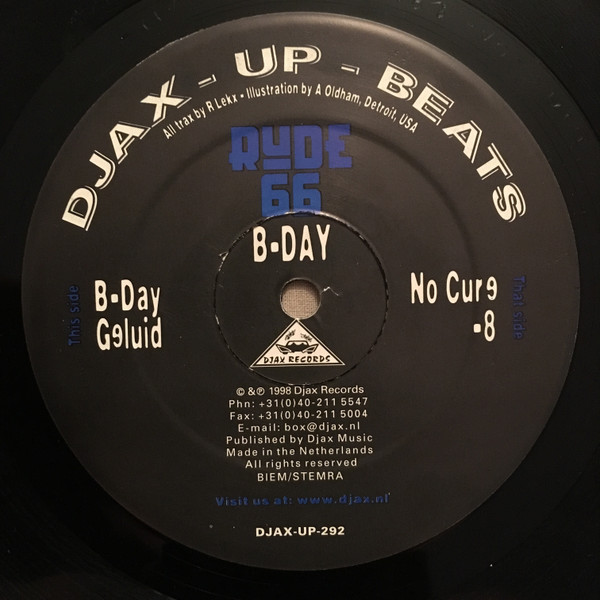 DJAX - UP - BEATS
All trax by R Lekx • Illustration by A Oldham, Detroit, USA
RUDE
66
B•DAY
This side
B•Day
Geluid
No Cure
-8
That side
DJAX RECORDS
© & ℗ 1998 Djax Records
Phn: +31(0)40-211 5547
Fax: +31(0)40-211 5004
E-mail: box@djax.nl
Published by Djax Music
Made in the Netherlands
All rights reserved
BIEM/STEMRA
Visit us at: www.djax.nl
DJAX-UP-292